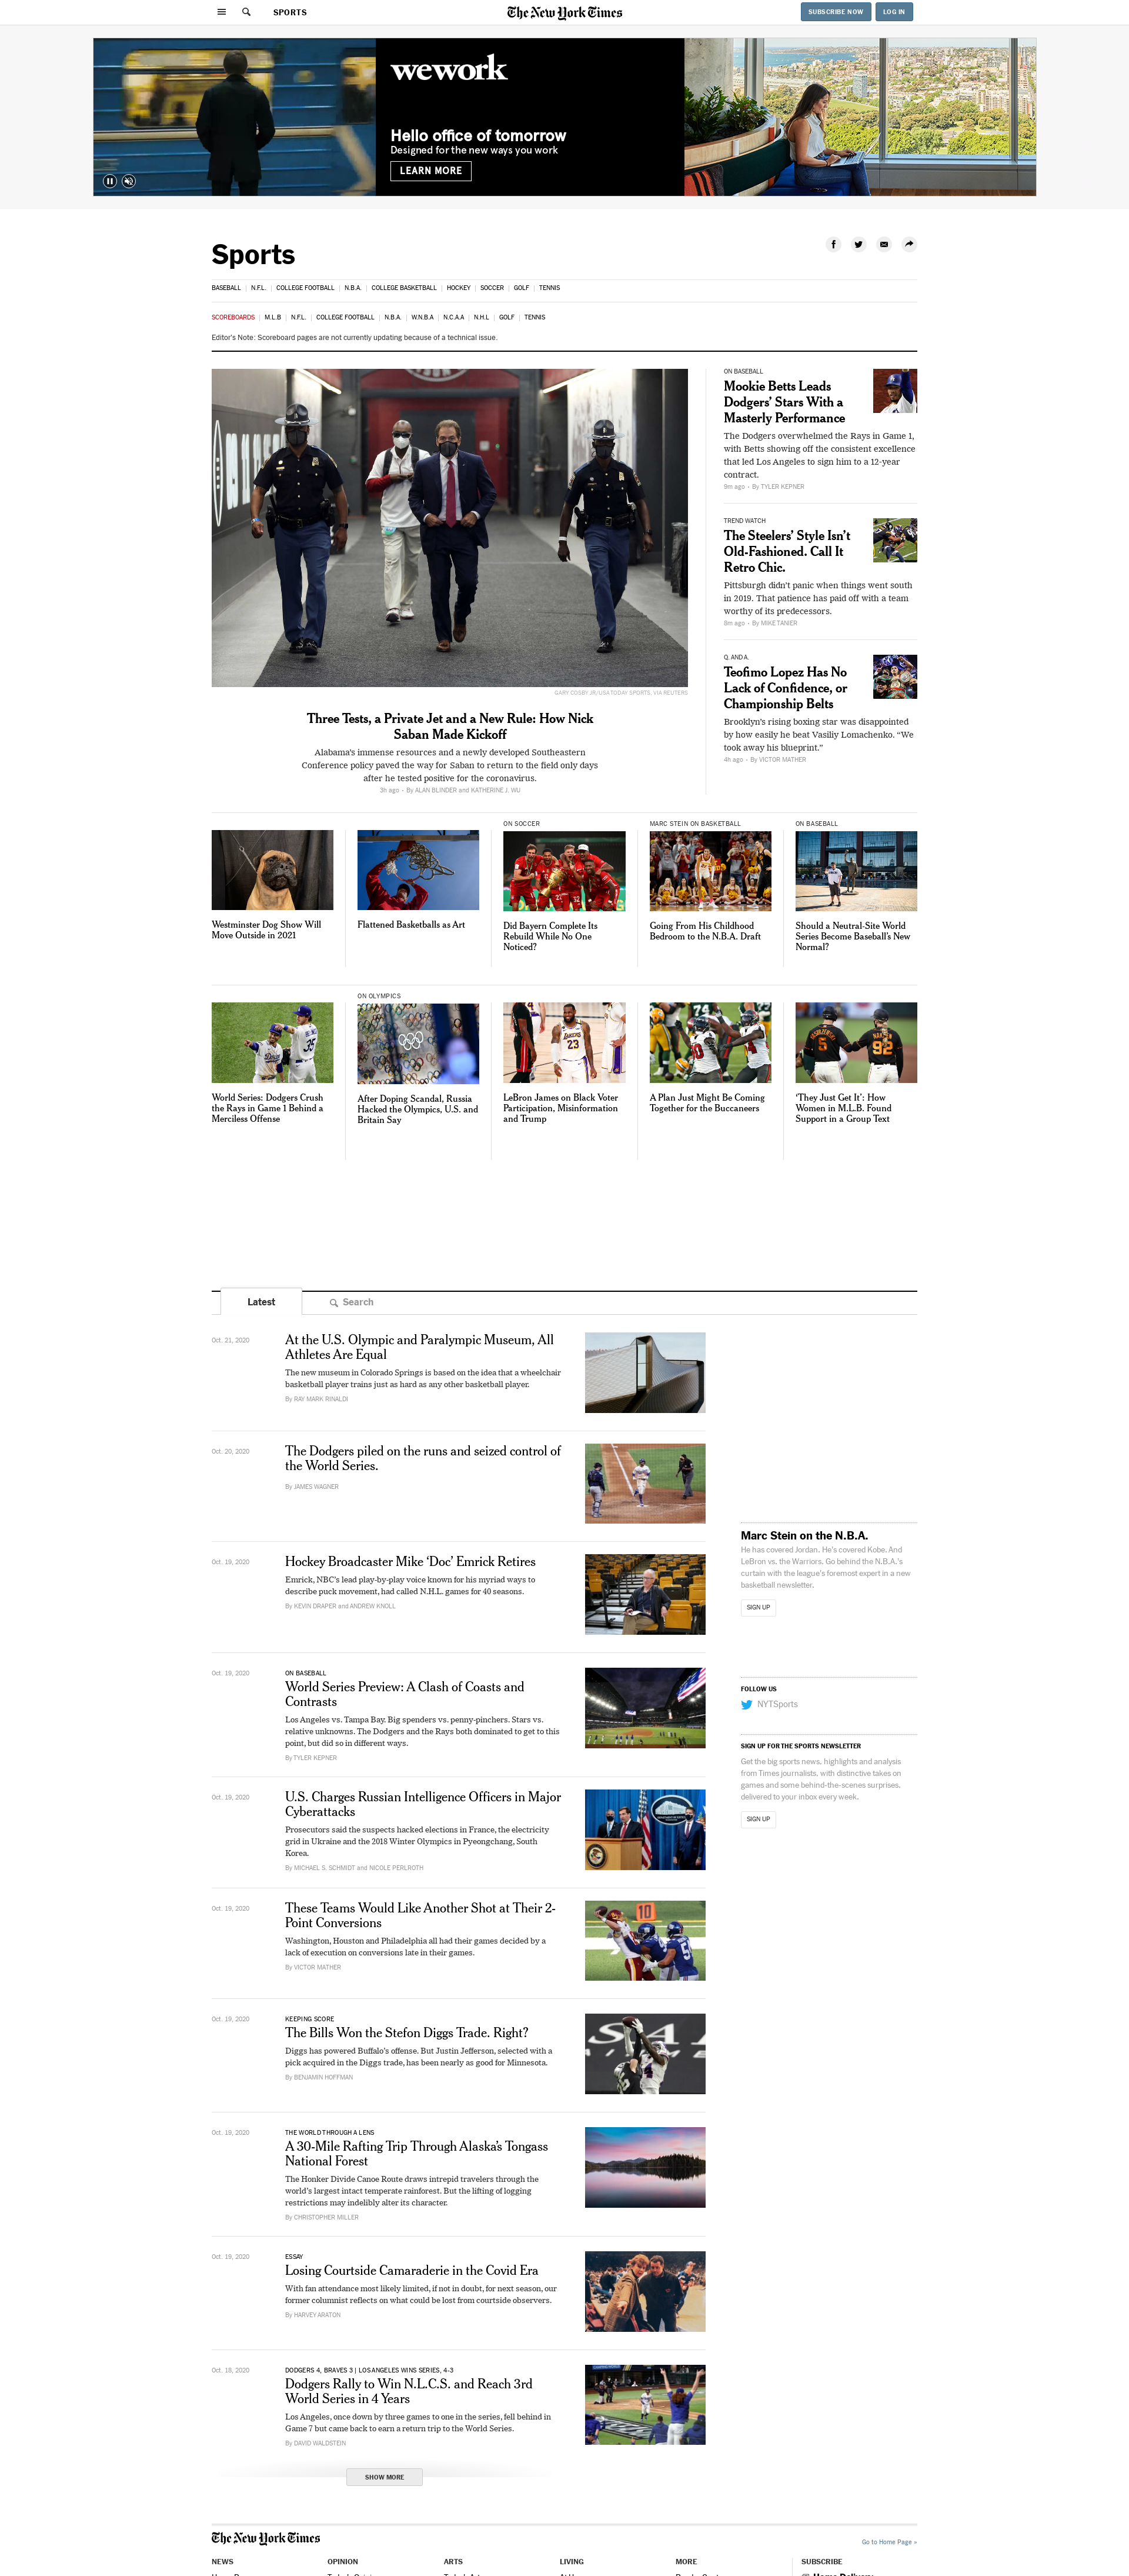 SPORTS
The New York Times
SUBSCRIBE NOW
LOG IN
wework
Hello office of tomorrow
Designed for the new ways you work
LEARN MORE
Sports
BASEBALL | N.F.L. | COLLEGE FOOTBALL | N.B.A. | COLLEGE BASKETBALL | HOCKEY | SOCCER | GOLF | TENNIS
SCOREBOARDS | M.L.B | N.F.L. | COLLEGE FOOTBALL | N.B.A. | W.N.B.A | N.C.A.A | N.H.L | GOLF | TENNIS
Editor's Note: Scoreboard pages are not currently updating because of a technical issue.
GARY COSBY JR/USA TODAY SPORTS, VIA REUTERS
Three Tests, a Private Jet and a New Rule: How Nick
Saban Made Kickoff
Alabama's immense resources and a newly developed Southeastern
Conference policy paved the way for Saban to return to the field only days
after he tested positive for the coronavirus.
3h ago • By ALAN BLINDER and KATHERINE J. WU
ON BASEBALL
Mookie Betts Leads
Dodgers' Stars With a
Masterly Performance
The Dodgers overwhelmed the Rays in Game 1,
with Betts showing off the consistent excellence
that led Los Angeles to sign him to a 12-year
contract.
9m ago • By TYLER KEPNER
TREND WATCH
The Steelers' Style Isn't
Old-Fashioned. Call It
Retro Chic.
Pittsburgh didn't panic when things went south
in 2019. That patience has paid off with a team
worthy of its predecessors.
8m ago • By MIKE TANIER
Q. AND A.
Teofimo Lopez Has No
Lack of Confidence, or
Championship Belts
Brooklyn's rising boxing star was disappointed
by how easily he beat Vasiliy Lomachenko. “We
took away his blueprint.”
4h ago • By VICTOR MATHER
Westminster Dog Show Will
Move Outside in 2021
Flattened Basketballs as Art
ON SOCCER
Did Bayern Complete Its
Rebuild While No One
Noticed?
MARC STEIN ON BASKETBALL
Going From His Childhood
Bedroom to the N.B.A. Draft
ON BASEBALL
Should a Neutral-Site World
Series Become Baseball's New
Normal?
World Series: Dodgers Crush
the Rays in Game 1 Behind a
Merciless Offense
ON OLYMPICS
After Doping Scandal, Russia
Hacked the Olympics, U.S. and
Britain Say
LAKERS
23
LeBron James on Black Voter
Participation, Misinformation
and Trump
A Plan Just Might Be Coming
Together for the Buccaneers
5
92
‘They Just Get It’: How
Women in M.L.B. Found
Support in a Group Text
Latest
Search
Oct. 21, 2020
At the U.S. Olympic and Paralympic Museum, All
Athletes Are Equal
The new museum in Colorado Springs is based on the idea that a wheelchair
basketball player trains just as hard as any other basketball player.
By RAY MARK RINALDI
Oct. 20, 2020
The Dodgers piled on the runs and seized control of
the World Series.
By JAMES WAGNER
Oct. 19, 2020
Hockey Broadcaster Mike ‘Doc’ Emrick Retires
Emrick, NBC's lead play-by-play voice known for his myriad ways to
describe puck movement, had called N.H.L. games for 40 seasons.
By KEVIN DRAPER and ANDREW KNOLL
Oct. 19, 2020
ON BASEBALL
World Series Preview: A Clash of Coasts and
Contrasts
Los Angeles vs. Tampa Bay. Big spenders vs. penny-pinchers. Stars vs.
relative unknowns. The Dodgers and the Rays both dominated to get to this
point, but did so in different ways.
By TYLER KEPNER
Oct. 19, 2020
U.S. Charges Russian Intelligence Officers in Major
Cyberattacks
Prosecutors said the suspects hacked elections in France, the electricity
grid in Ukraine and the 2018 Winter Olympics in Pyeongchang, South
Korea.
By MICHAEL S. SCHMIDT and NICOLE PERLROTH
Oct. 19, 2020
These Teams Would Like Another Shot at Their 2-
Point Conversions
Washington, Houston and Philadelphia all had their games decided by a
lack of execution on conversions late in their games.
By VICTOR MATHER
10
Oct. 19, 2020
KEEPING SCORE
The Bills Won the Stefon Diggs Trade. Right?
Diggs has powered Buffalo's offense. But Justin Jefferson, selected with a
pick acquired in the Diggs trade, has been nearly as good for Minnesota.
By BENJAMIN HOFFMAN
Oct. 19, 2020
THE WORLD THROUGH A LENS
A 30-Mile Rafting Trip Through Alaska's Tongass
National Forest
The Honker Divide Canoe Route draws intrepid travelers through the
world's largest intact temperate rainforest. But the lifting of logging
restrictions may indelibly alter its character.
By CHRISTOPHER MILLER
Oct. 19, 2020
ESSAY
Losing Courtside Camaraderie in the Covid Era
With fan attendance most likely limited, if not in doubt, for next season, our
former columnist reflects on what could be lost from courtside observers.
By HARVEY ARATON
Oct. 18, 2020
DODGERS 4, BRAVES 3 | LOS ANGELES WINS SERIES, 4-3
Dodgers Rally to Win N.L.C.S. and Reach 3rd
World Series in 4 Years
Los Angeles, once down by three games to one in the series, fell behind in
Game 7 but came back to earn a return trip to the World Series.
By DAVID WALDSTEIN
SHOW MORE
Marc Stein on the N.B.A.
He has covered Jordan. He's covered Kobe. And
LeBron vs. the Warriors. Go behind the N.B.A.'s
curtain with the league's foremost expert in a new
basketball newsletter.
SIGN UP
FOLLOW US
NYTSports
SIGN UP FOR THE SPORTS NEWSLETTER
Get the big sports news, highlights and analysis
from Times journalists, with distinctive takes on
games and some behind-the-scenes surprises,
delivered to your inbox every week.
SIGN UP
The New York Times
Go to Home Page »
NEWS
OPINION
ARTS
LIVING
MORE
SUBSCRIBE